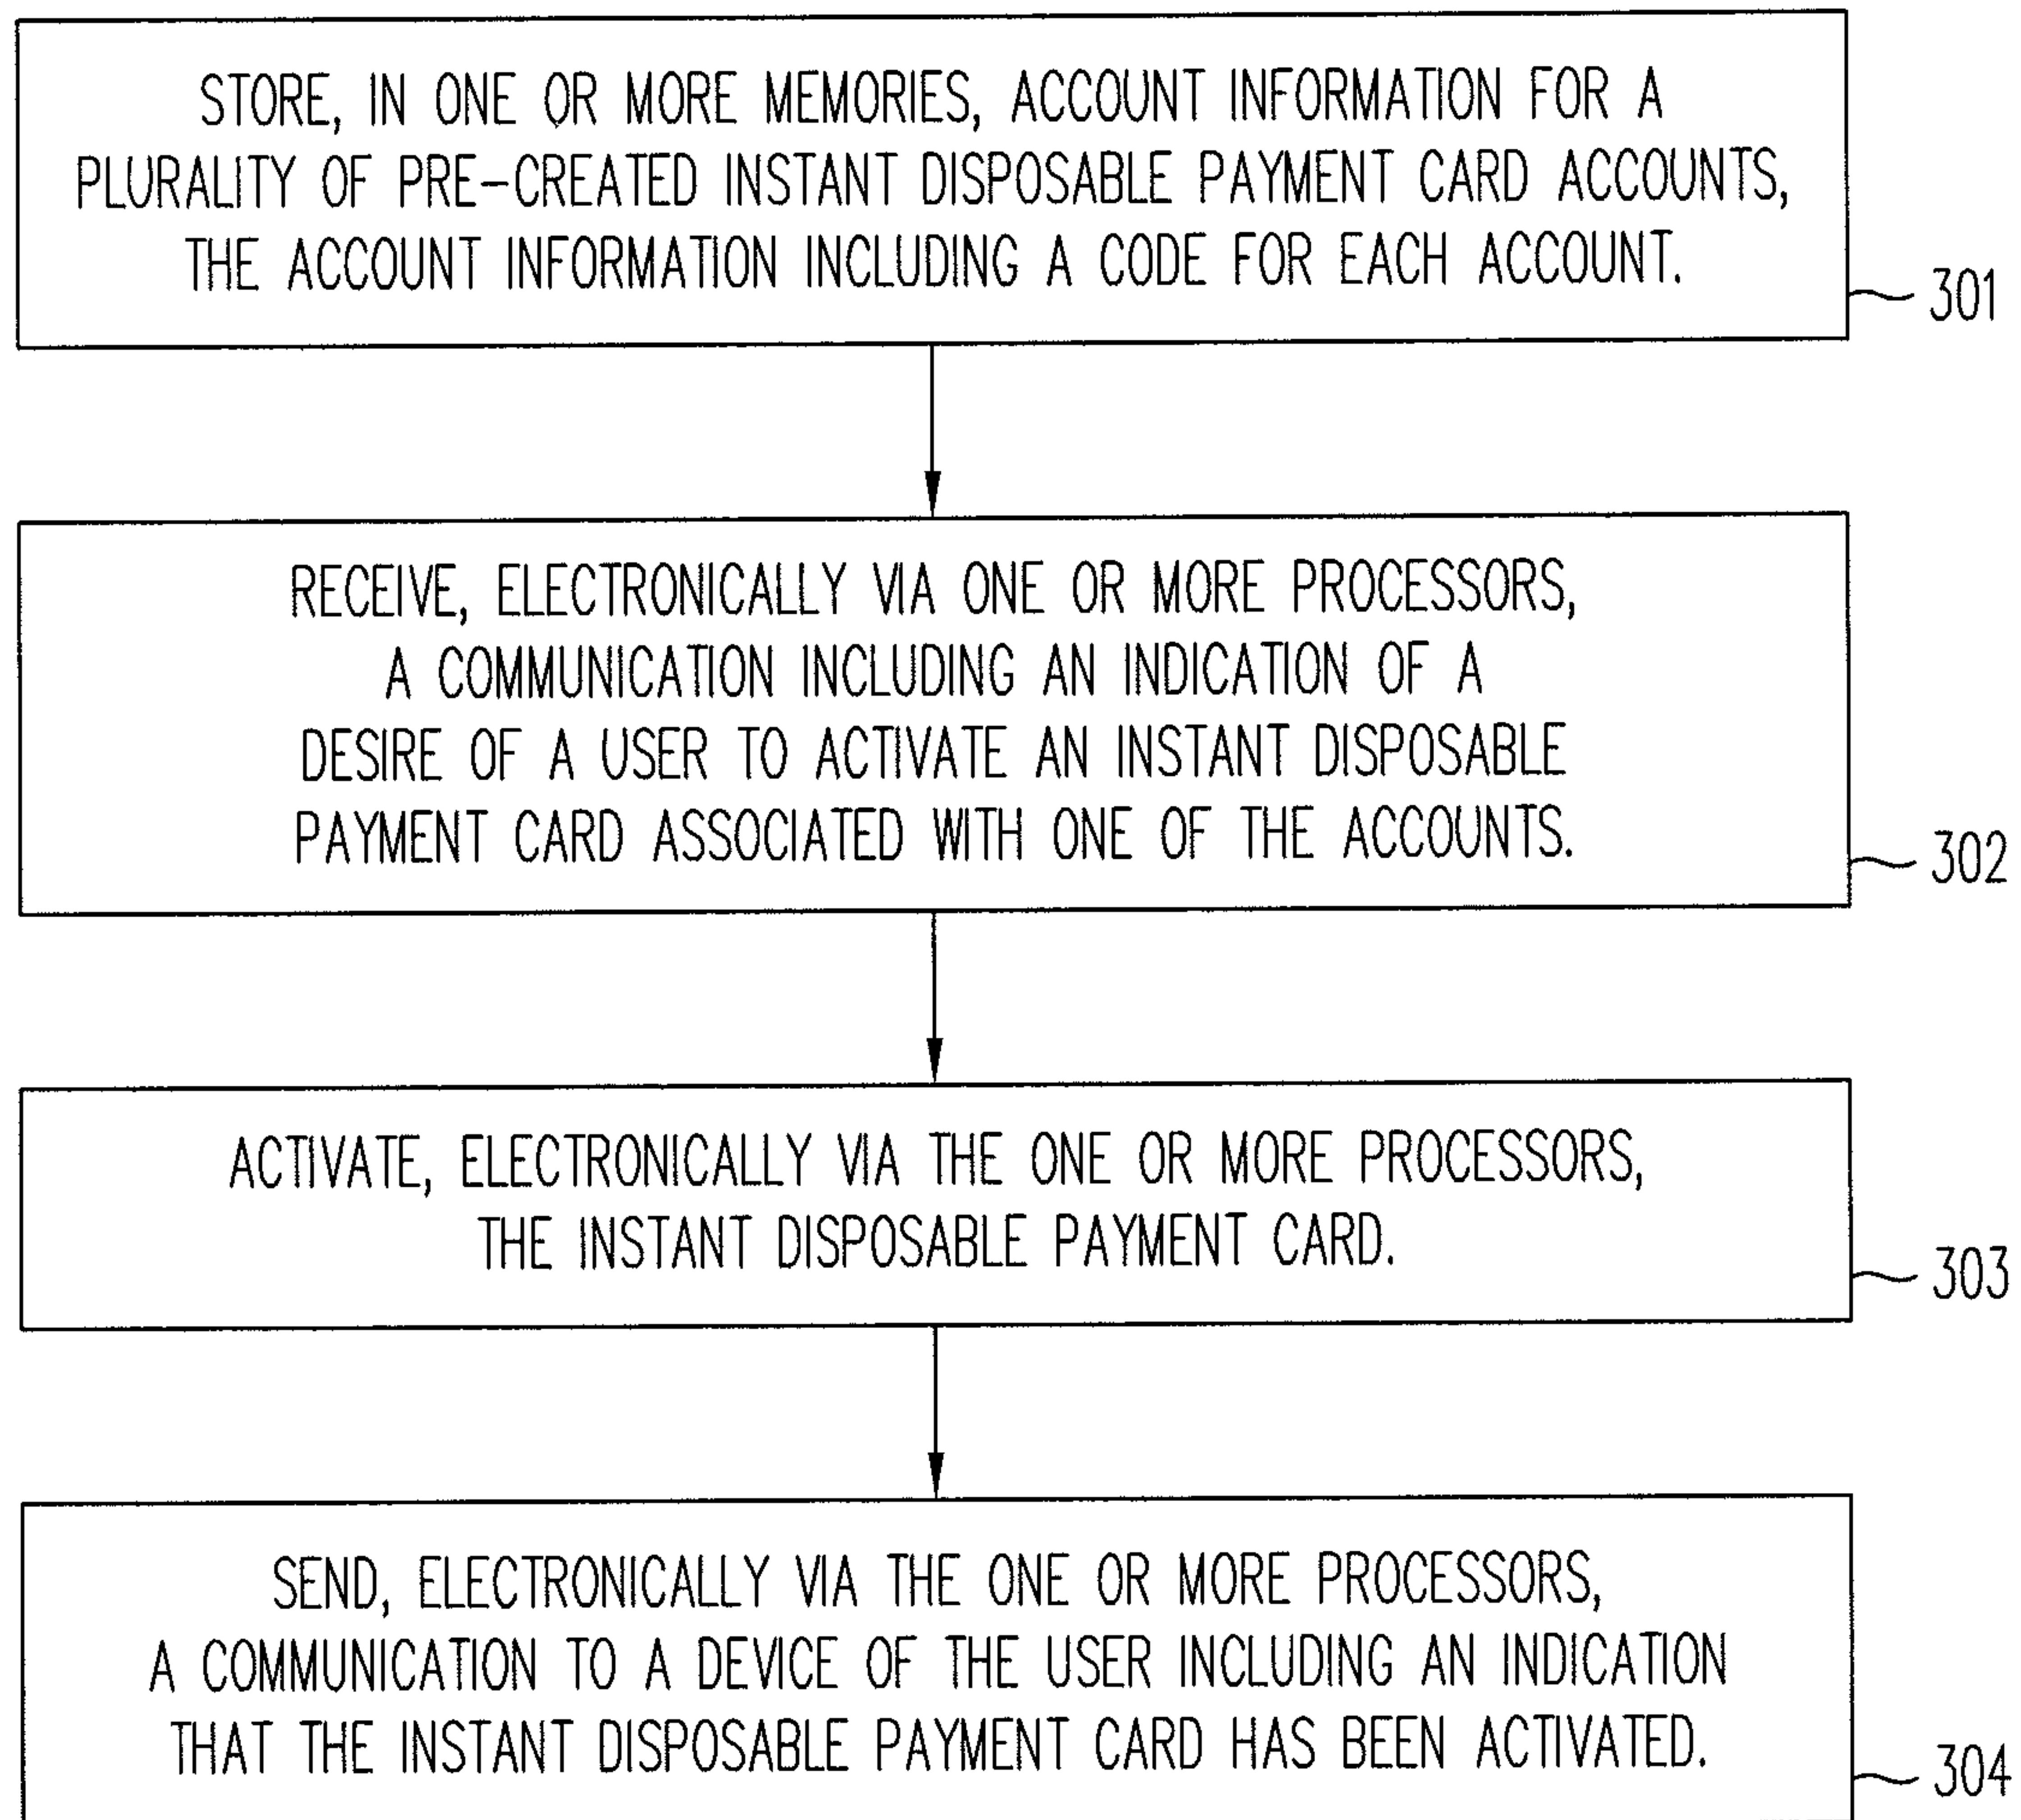 STORE, IN ONE OR MORE MEMORIES, ACCOUNT INFORMATION FOR A
PLURALITY OF PRE-CREATED INSTANT DISPOSABLE PAYMENT CARD ACCOUNTS,
THE ACCOUNT INFORMATION INCLUDING A CODE FOR EACH ACCOUNT.
301
RECEIVE, ELECTRONICALLY VIA ONE OR MORE PROCESSORS,
A COMMUNICATION INCLUDING AN INDICATION OF A
DESIRE OF A USER TO ACTIVATE AN INSTANT DISPOSABLE
PAYMENT CARD ASSOCIATED WITH ONE OF THE ACCOUNTS.
302
ACTIVATE, ELECTRONICALLY VIA THE ONE OR MORE PROCESSORS,
THE INSTANT DISPOSABLE PAYMENT CARD.
303
SEND, ELECTRONICALLY VIA THE ONE OR MORE PROCESSORS,
A COMMUNICATION TO A DEVICE OF THE USER INCLUDING AN INDICATION
THAT THE INSTANT DISPOSABLE PAYMENT CARD HAS BEEN ACTIVATED.
304